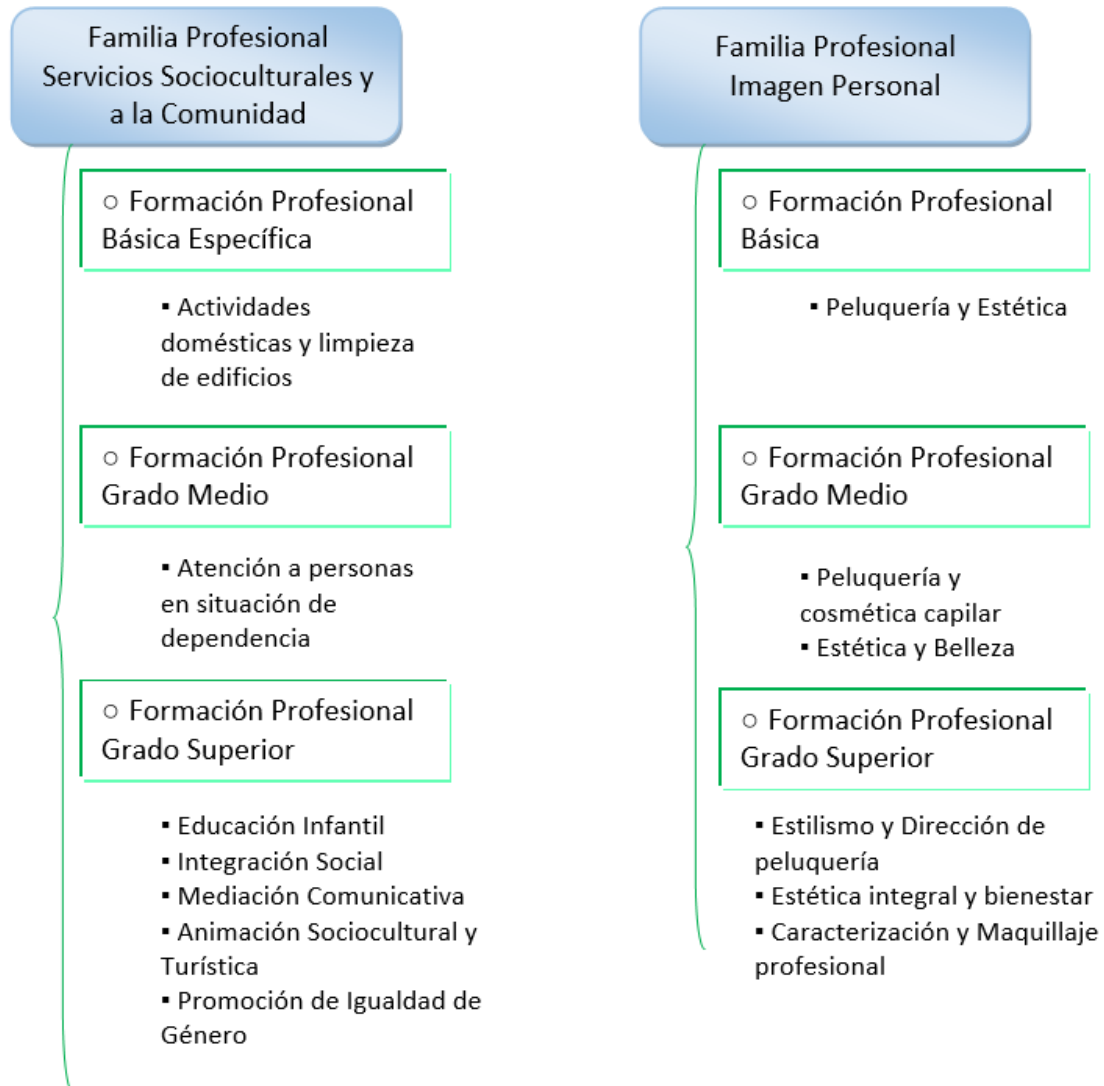 Familia Profesional
Servicios Socioculturales y
a la Comunidad
○ Formación Profesional
Básica Específica
▪ Actividades
domésticas y limpieza
de edificios
○ Formación Profesional
Grado Medio
▪ Atención a personas
en situación de
dependencia
○ Formación Profesional
Grado Superior
▪ Educación Infantil
▪ Integración Social
▪ Mediación Comunicativa
▪ Animación Sociocultural y
Turística
▪ Promoción de Igualdad de
Género
Familia Profesional
Imagen Personal
○ Formación Profesional
Básica
▪ Peluquería y Estética
○ Formación Profesional
Grado Medio
▪ Peluquería y
cosmética capilar
▪ Estética y Belleza
○ Formación Profesional
Grado Superior
▪ Estilismo y Dirección de
peluquería
▪ Estética integral y bienestar
▪ Caracterización y Maquillaje
profesional